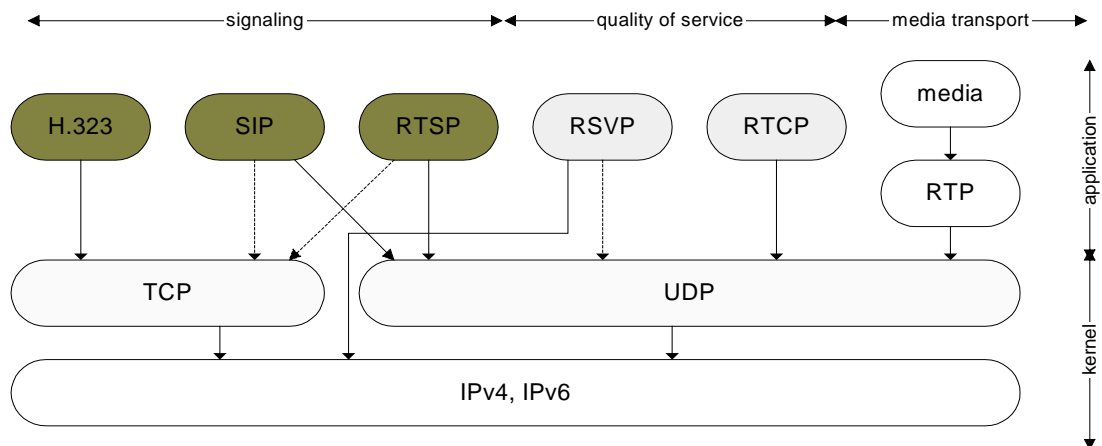 signaling
quality of service
media transport
H.323
SIP
RTSP
RSVP
RTCP
media
RTP
application
TCP
UDP
kernel
IPv4, IPv6